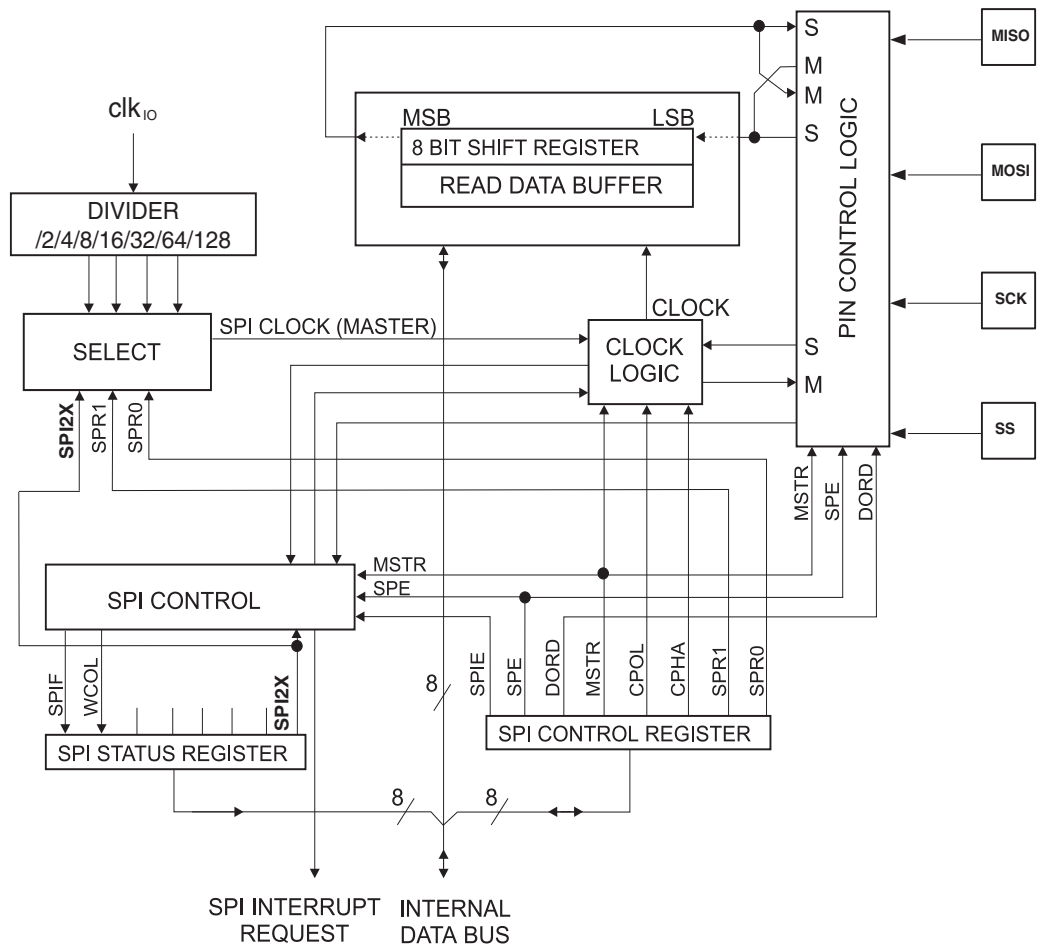 clk IO
DIVIDER
/2/4/8/16/32/64/128
SELECT
SPI2X
SPR1
SPR0
SPI CLOCK (MASTER)
MSB
LSB
8 BIT SHIFT REGISTER
READ DATA BUFFER
CLOCK
CLOCK
LOGIC
S
M
M
S
S
M
PIN CONTROL LOGIC
MISO
MOSI
SCK
SS
MSTR
SPE
DORD
MSTR
SPE
SPI CONTROL
SPIF
WCOL
SPI2X
SPI STATUS REGISTER
8
SPIE
SPE
DORD
MSTR
CPOL
CPHA
SPR1
SPR0
SPI CONTROL REGISTER
8
8
SPI INTERRUPT
REQUEST
INTERNAL
DATA BUS